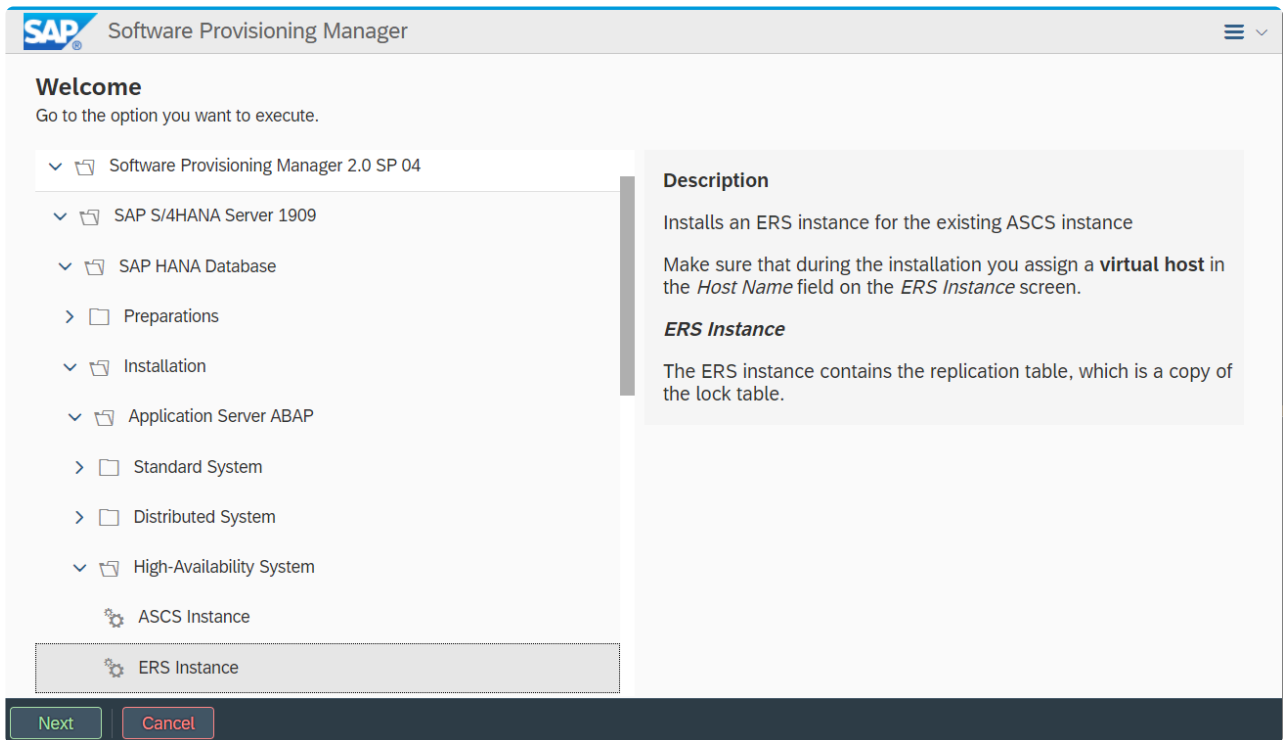 SAP
®
Software Provisioning Manager
Welcome
Go to the option you want to execute.
Software Provisioning Manager 2.0 SP 04
SAP S/4HANA Server 1909
SAP HANA Database
Preparations
Installation
Application Server ABAP
Standard System
Distributed System
High-Availability System
ASCS Instance
ERS Instance
Description
Installs an ERS instance for the existing ASCS instance
Make sure that during the installation you assign a virtual host in
the Host Name field on the ERS Instance screen.
ERS Instance
The ERS instance contains the replication table, which is a copy of
the lock table.
Next
Cancel